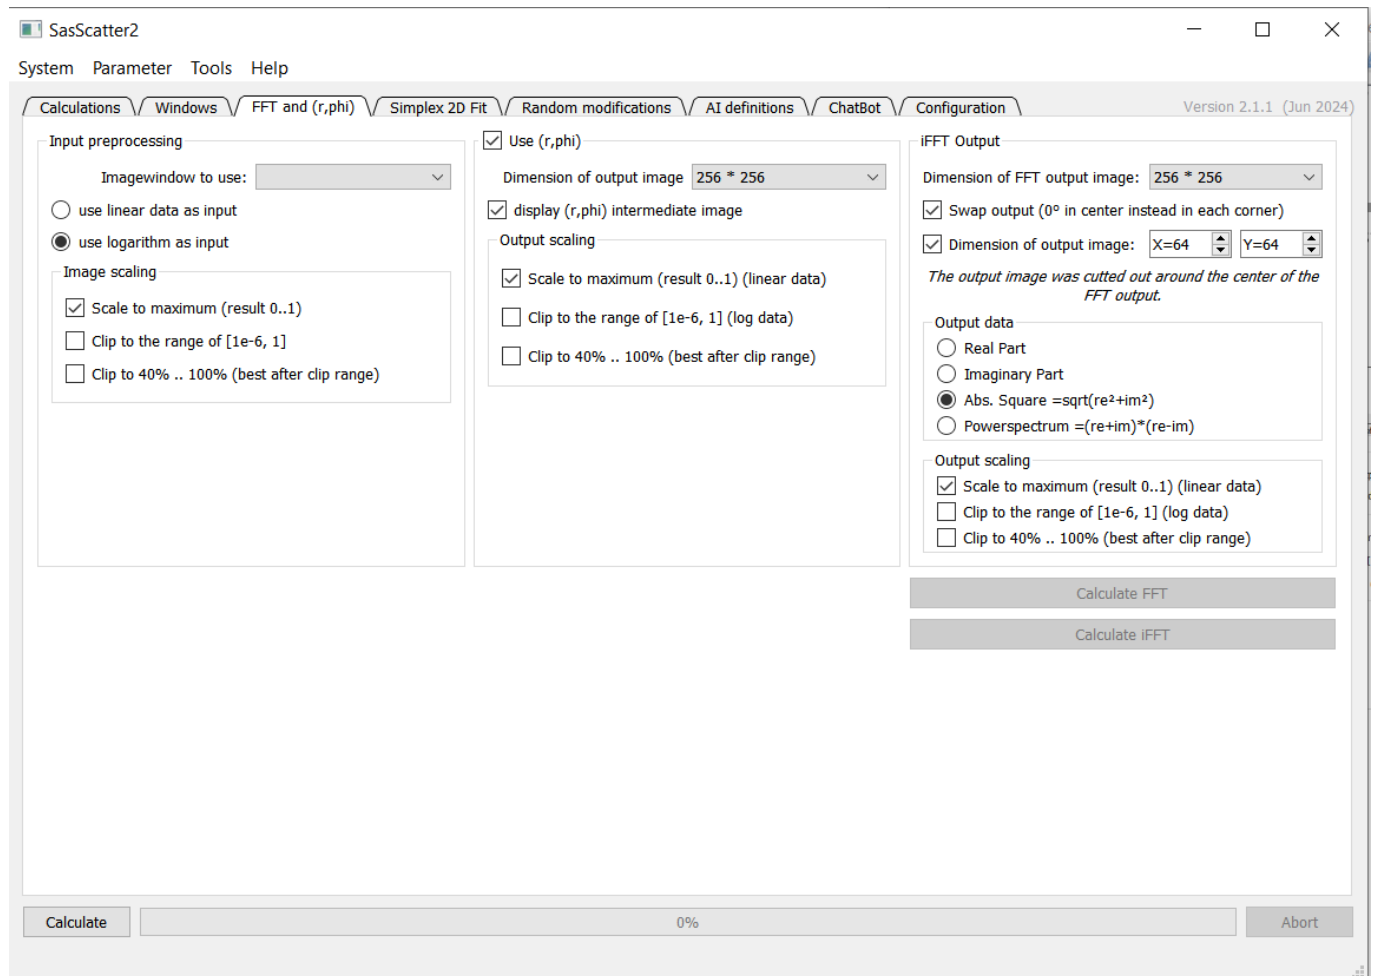 SasScatter2
System Parameter Tools Help
Calculations Windows FFT and (r,phi) Simplex 2D Fit Random modifications AI definitions ChatBot Configuration Version 2.1.1 (Jun 2024)
Input preprocessing
Imagewindow to use:
use linear data as input
use logarithm as input
Image scaling
Scale to maximum (result 0..1)
Clip to the range of [1e-6, 1]
Clip to 40% .. 100% (best after clip range)
Use (r,phi)
Dimension of output image 256 * 256
display (r,phi) intermediate image
Output scaling
Scale to maximum (result 0..1) (linear data)
Clip to the range of [1e-6, 1] (log data)
Clip to 40% .. 100% (best after clip range)
iFFT Output
Dimension of FFT output image: 256 * 256
Swap output (0º in center instead in each corner)
Dimension of output image: X=64 Y=64
The output image was cutted out around the center of the
FFT output.
Output data
Real Part
Imaginary Part
Abs. Square =sqrt(re²+im²)
Powerspectrum =(re+im)*(re-im)
Output scaling
Scale to maximum (result 0..1) (linear data)
Clip to the range of [1e-6, 1] (log data)
Clip to 40% .. 100% (best after clip range)
Calculate FFT
Calculate iFFT
Calculate 0% Abort